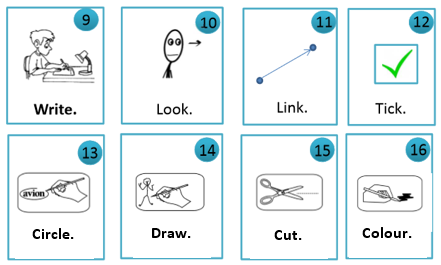 9
10
11
12
Write.
Look.
Link.
Tick.
13
14
15
16
avion
Circle.
Draw.
Cut.
Colour.